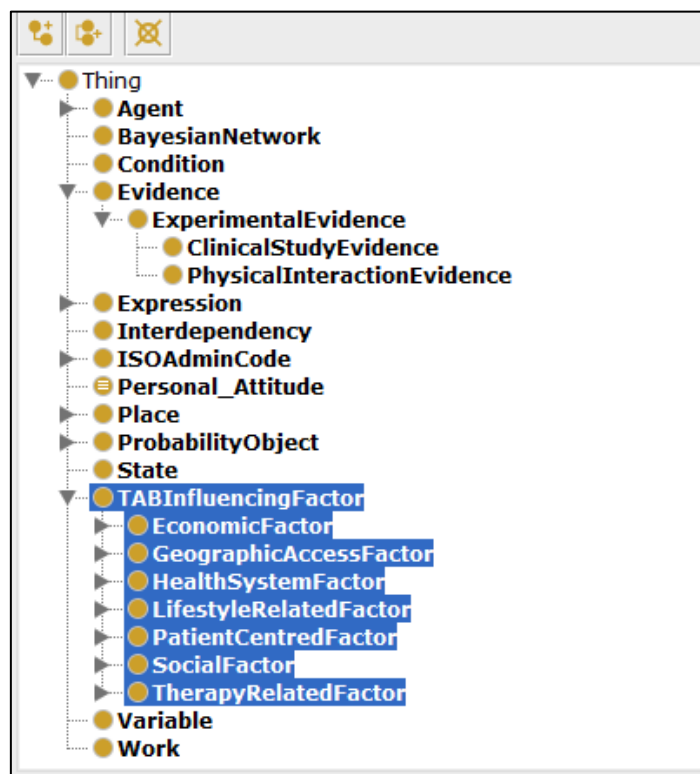 Thing
Agent
BayesianNetwork
Condition
Evidence
ExperimentalEvidence
ClinicalStudyEvidence
PhysicalInteractionEvidence
Expression
Interdependency
ISOAdminCode
Personal_Attitude
Place
ProbabilityObject
State
TABInfluencingFactor
EconomicFactor
GeographicAccessFactor
HealthSystemFactor
LifestyleRelatedFactor
PatientCentredFactor
SocialFactor
TherapyRelatedFactor
Variable
Work